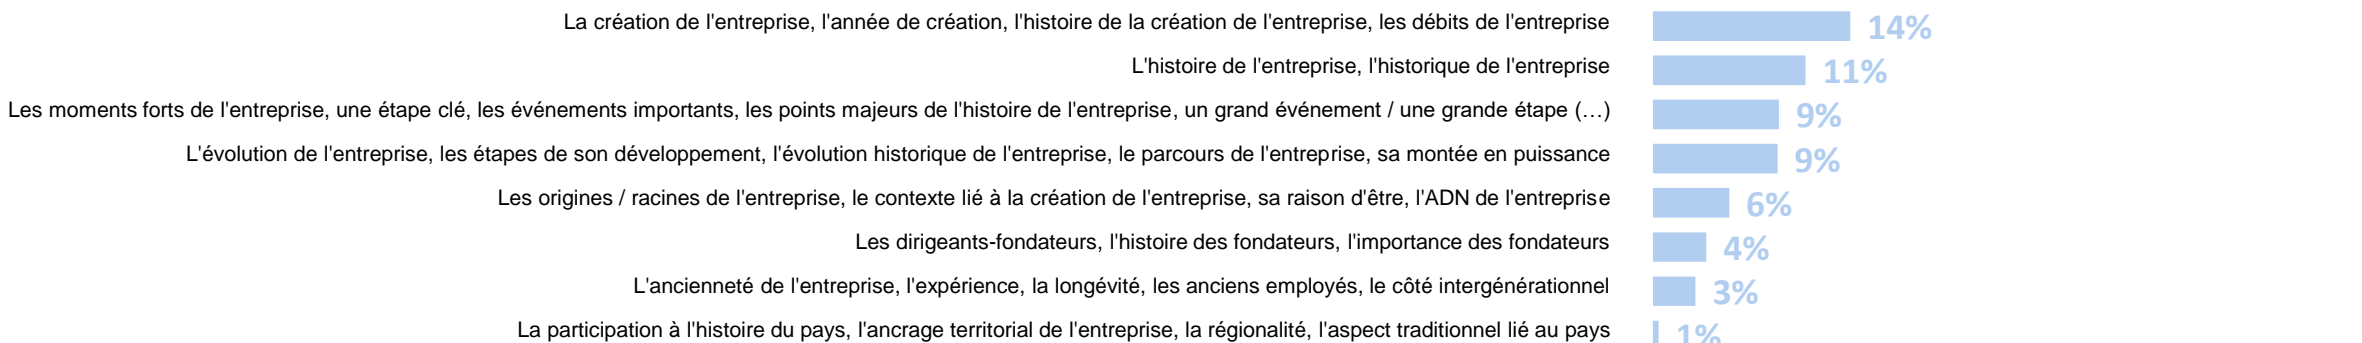 La création de l'entreprise, l'année de création, l'histoire de la création de l'entreprise, les débits de l'entreprise 14%
L'histoire de l'entreprise, l'historique de l'entreprise 11%
Les moments forts de l'entreprise, une étape clé, les événements importants, les points majeurs de l'histoire de l'entreprise, un grand événement / une grande étape (…) 9%
L'évolution de l'entreprise, les étapes de son développement, l'évolution historique de l'entreprise, le parcours de l'entreprise, sa montée en puissance 9%
Les origines / racines de l'entreprise, le contexte lié à la création de l'entreprise, sa raison d'être, l'ADN de l'entreprise 6%
Les dirigeants-fondateurs, l'histoire des fondateurs, l'importance des fondateurs 4%
L'ancienneté de l'entreprise, l'expérience, la longévité, les anciens employés, le côté intergénérationnel 3%
La participation à l'histoire du pays, l'ancrage territorial de l'entreprise, la régionalité, l'aspect traditionnel lié au pays 1%